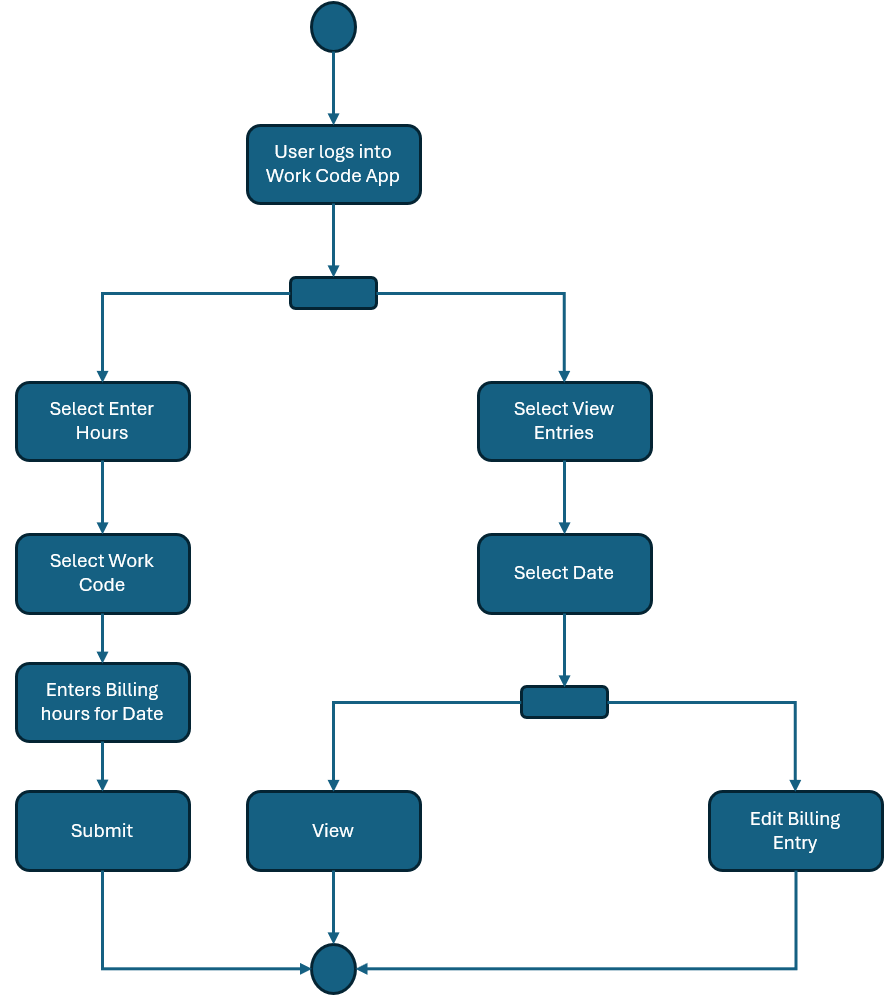 User logs into
Work Code App
Select Enter
Hours
Select View
Entries
Select Work
Code
Select Date
Enters Billing
hours for Date
Submit
View
Edit Billing
Entry